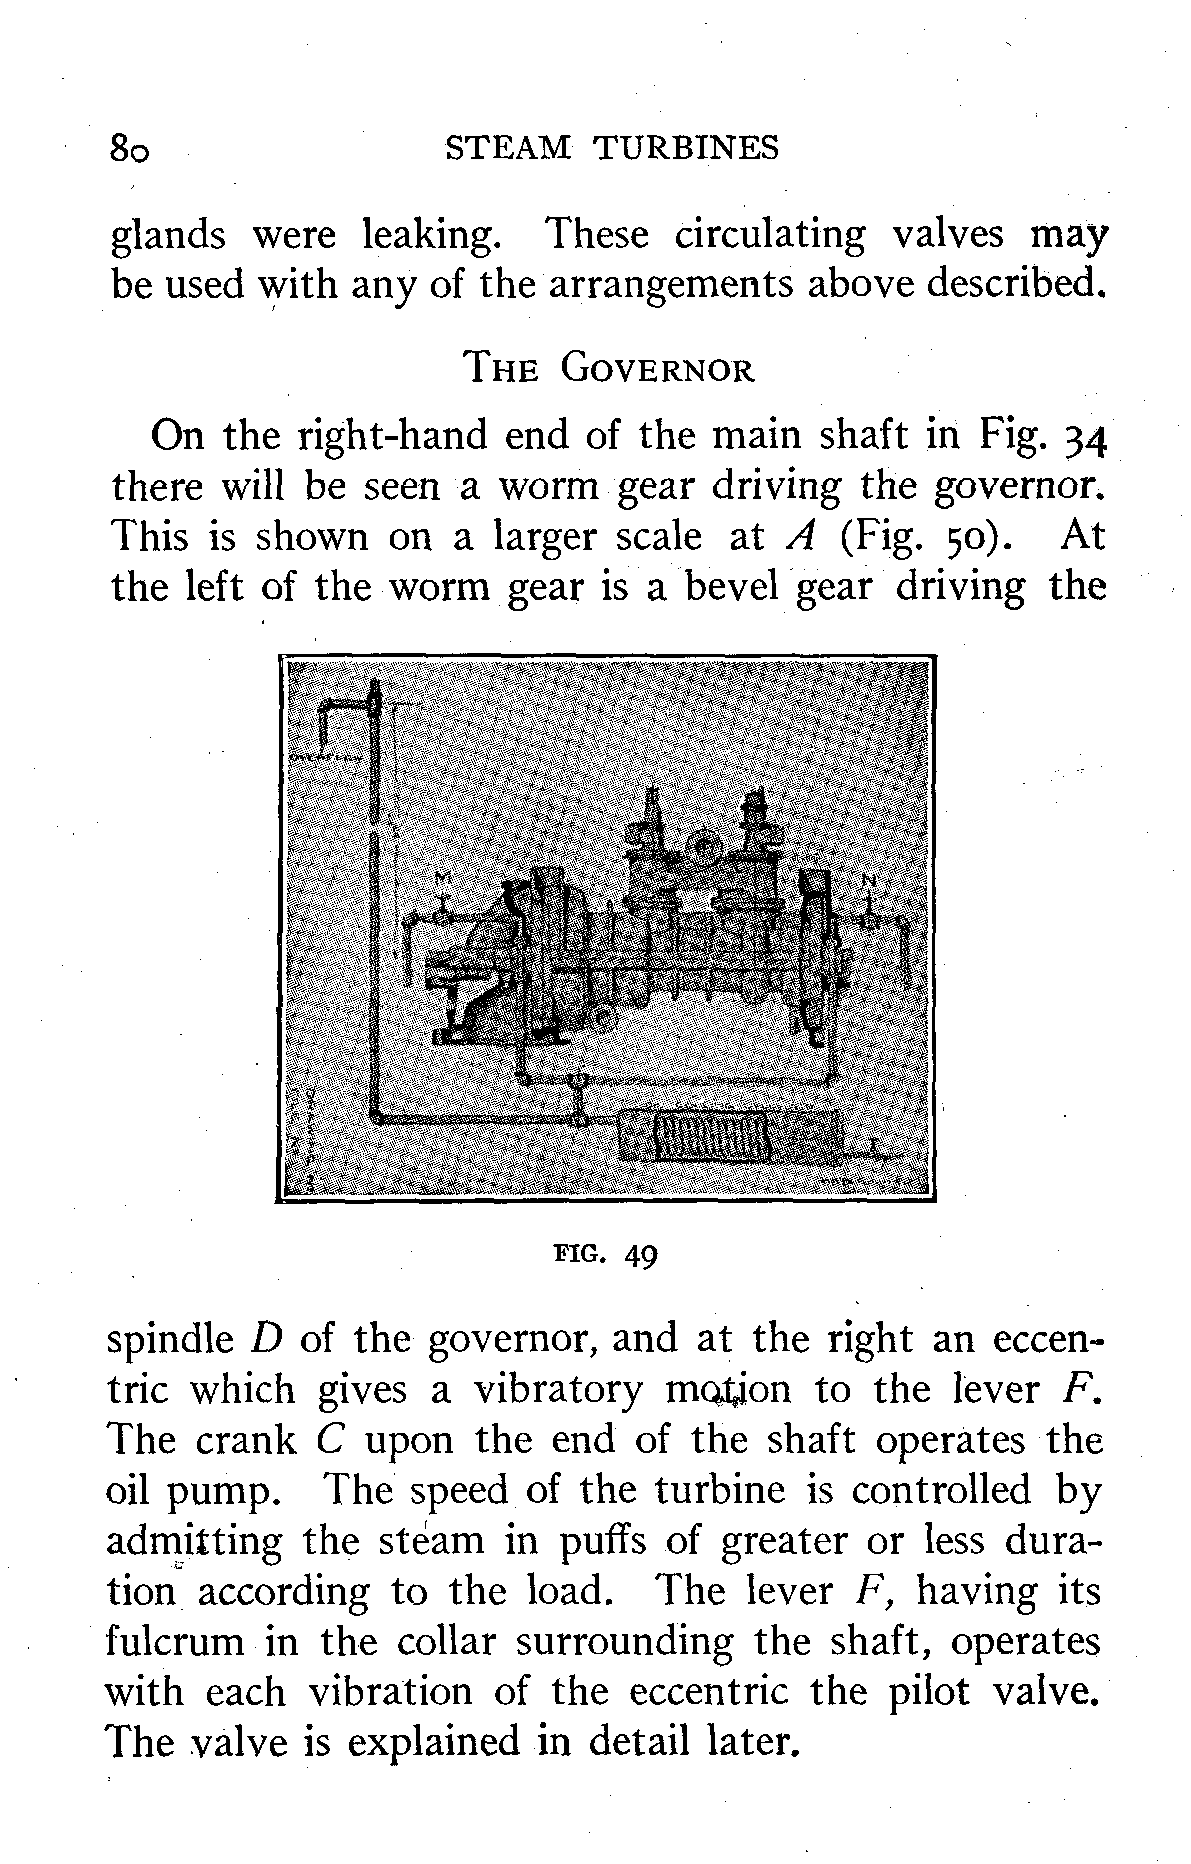 80 STEAM TURBINES
glands were leaking. These circulating valves may
be used with any of the arrangements above described.
THE GOVERNOR
On the right-hand end of the main shaft in Fig. 34
there will be seen a worm gear driving the governor.
This is shown on a larger scale at A (Fig. 50). At
the left of the worm gear is a bevel gear driving the
OVERFLOW
M
N
FIG. 49
spindle D of the governor, and at the right an eccen-
tric which gives a vibratory motion to the lever F.
The crank C upon the end of the shaft operates the
oil pump. The speed of the turbine is controlled by
admitting the steam in puffs of greater or less dura-
tion according to the load. The lever F, having its
fulcrum in the collar surrounding the shaft, operates
with each vibration of the eccentric the pilot valve.
The valve is explained in detail later.